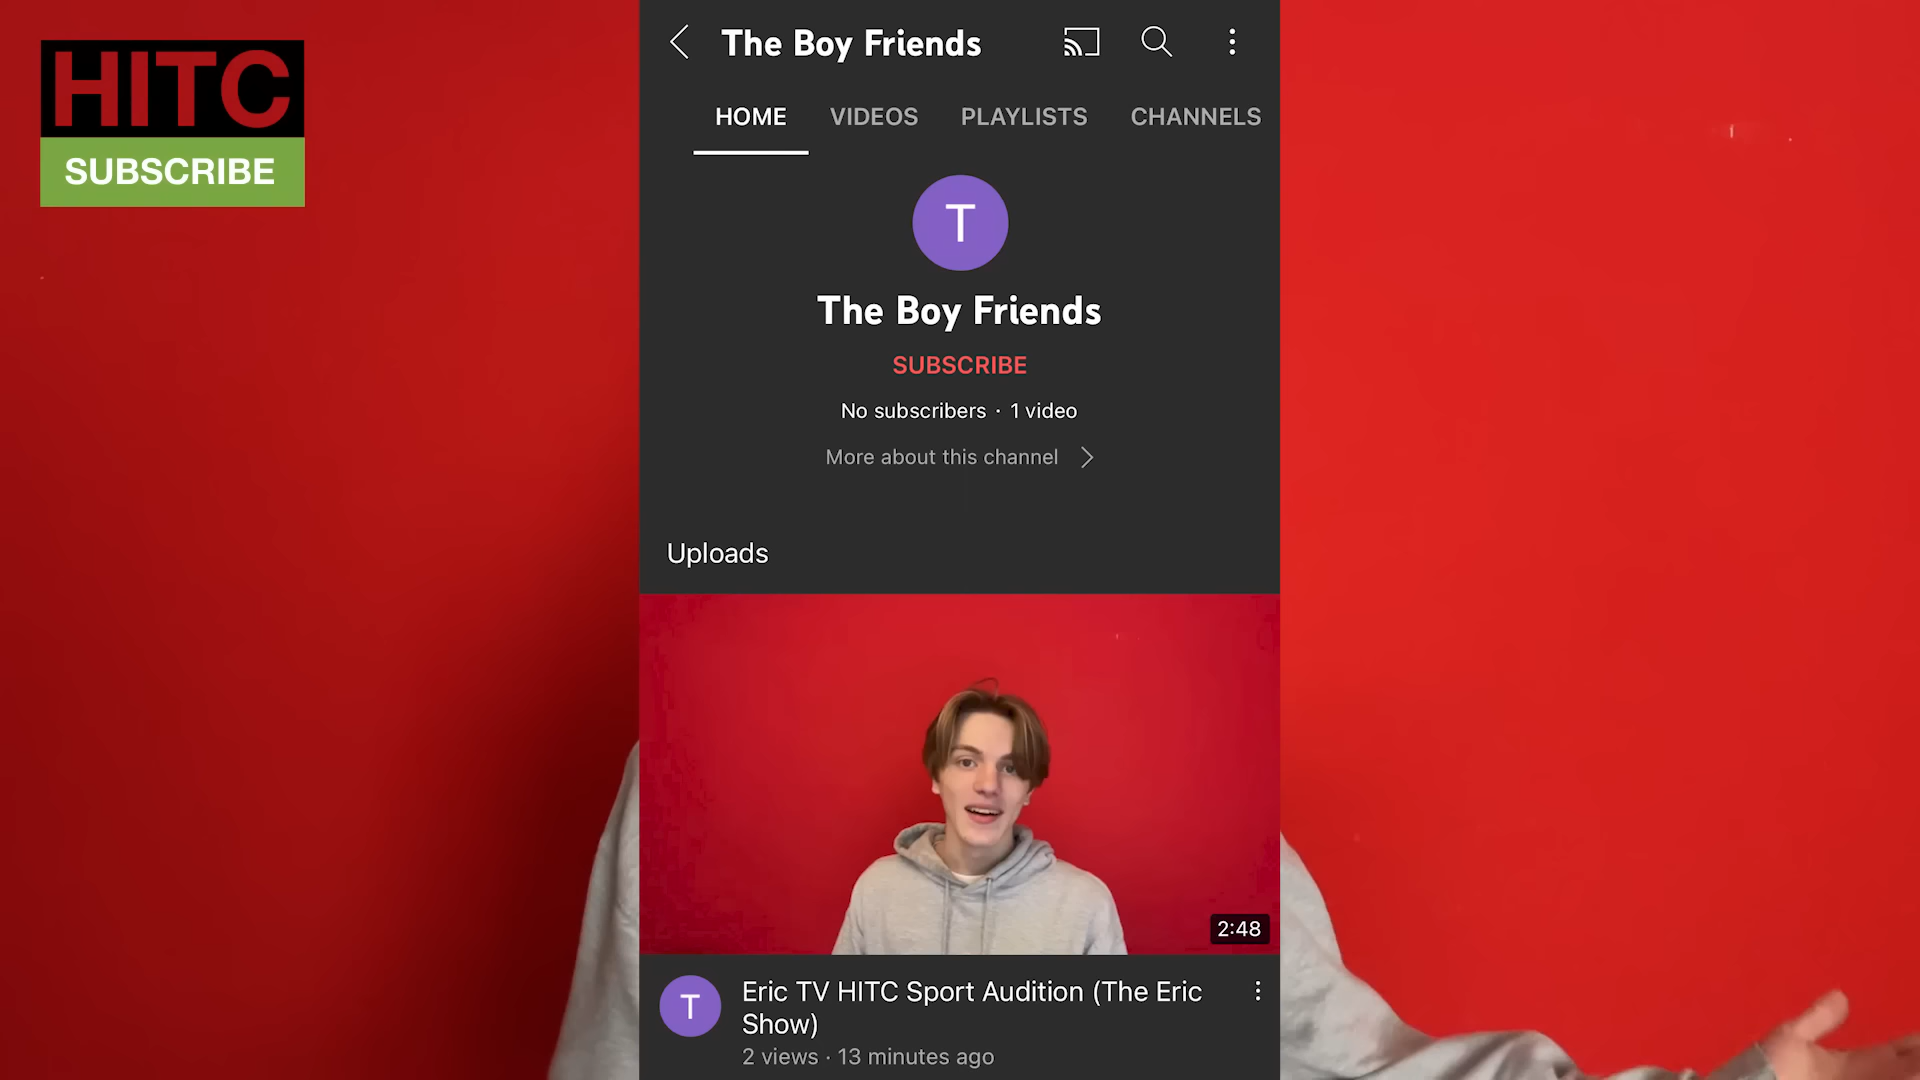 HITC
SUBSCRIBE
The Boy Friends
HOME VIDEOS PLAYLISTS CHANNELS
T
The Boy Friends
SUBSCRIBE
No subscribers · 1 video
More about this channel
Uploads
2:48
T
Eric TV HITC Sport Audition (The Eric
Show)
2 views · 13 minutes ago